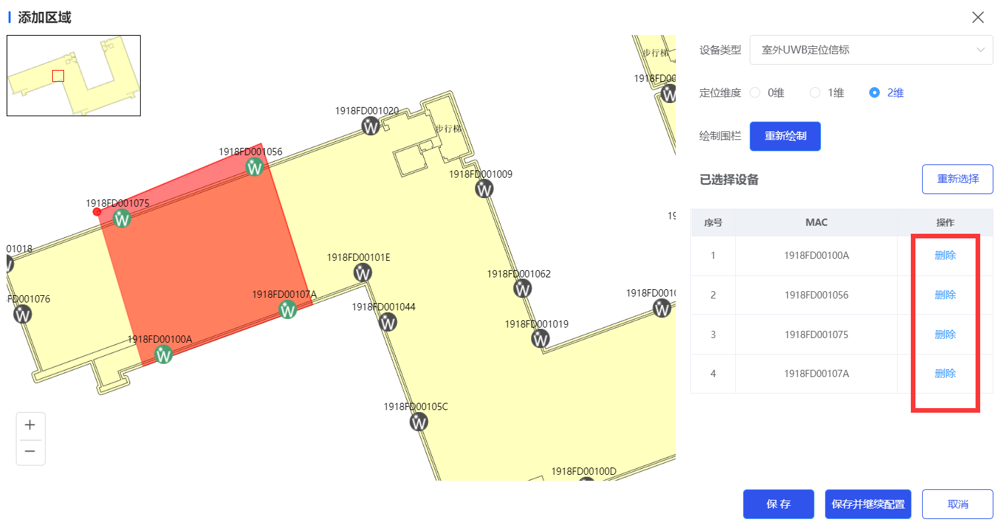 添加区域
设备类型
室外UWB定位信标
定位维度
0维
1维
2维
绘制围栏
重新绘制
已选择设备
重新选择
序号 MAC 操作
1 1918FD00100A 删除
2 1918FD001056 删除
3 1918FD001075 删除
4 1918FD00107A 删除
保 存
保存并继续配置
取消
步行梯
1918FD00
1918FD001020
步行梯
1918FD001056
1918FD001009
1918FD001075
19
01018
1918FD00101E
1918FD001062
1918FD00107A
1918FD0010
FD001076
1918FD001044
1918FD001019
1918FD00100A
1918FD00105C
1918FD00100D
+
−